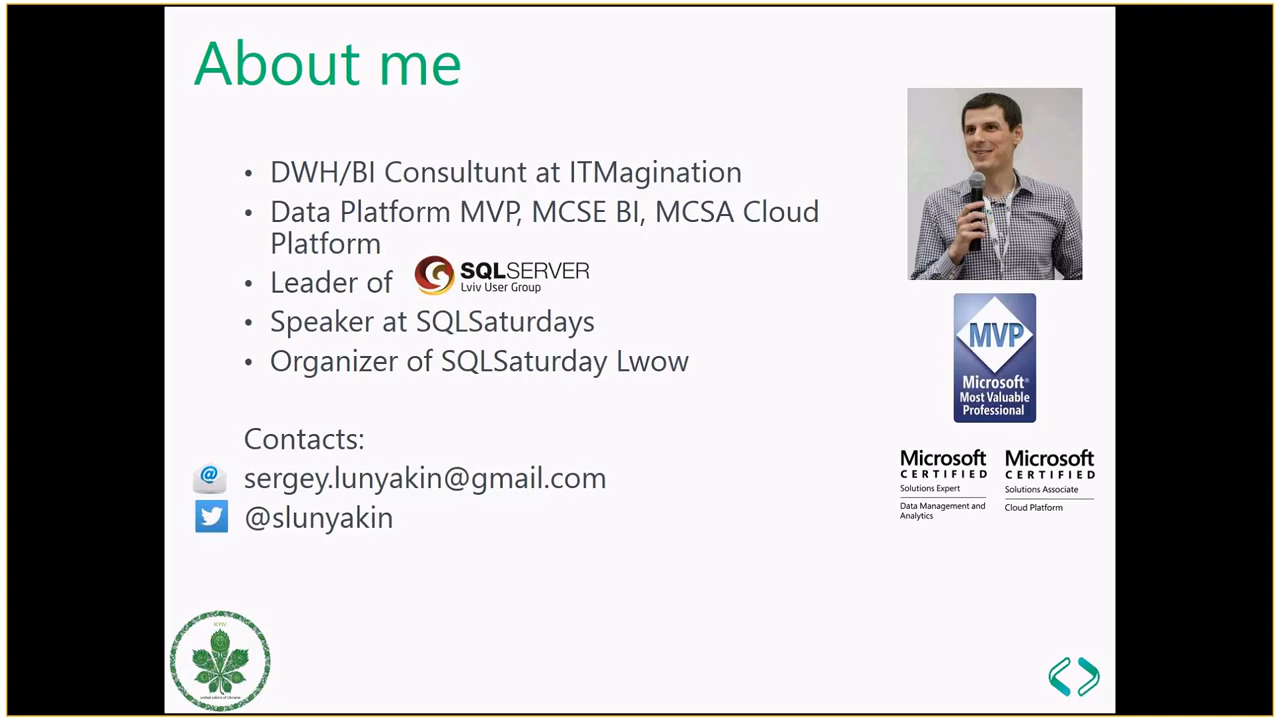 About me
• DWH/BI Consultunt at ITMagination
• Data Platform MVP, MCSE BI, MCSA Cloud
Platform
• Leader of SQLSERVER
Lviv User Group
• Speaker at SQLSaturdays
• Organizer of SQLSaturday Lwow
Contacts:
@ sergey.lunyakin@gmail.com
@slunyakin
MVP
Microsoft®
Most Valuable
Professional
Microsoft
CERTIFIED
Solutions Expert
Data Management and
Analytics
Microsoft
CERTIFIED
Solutions Associate
Cloud Platform
KYIV